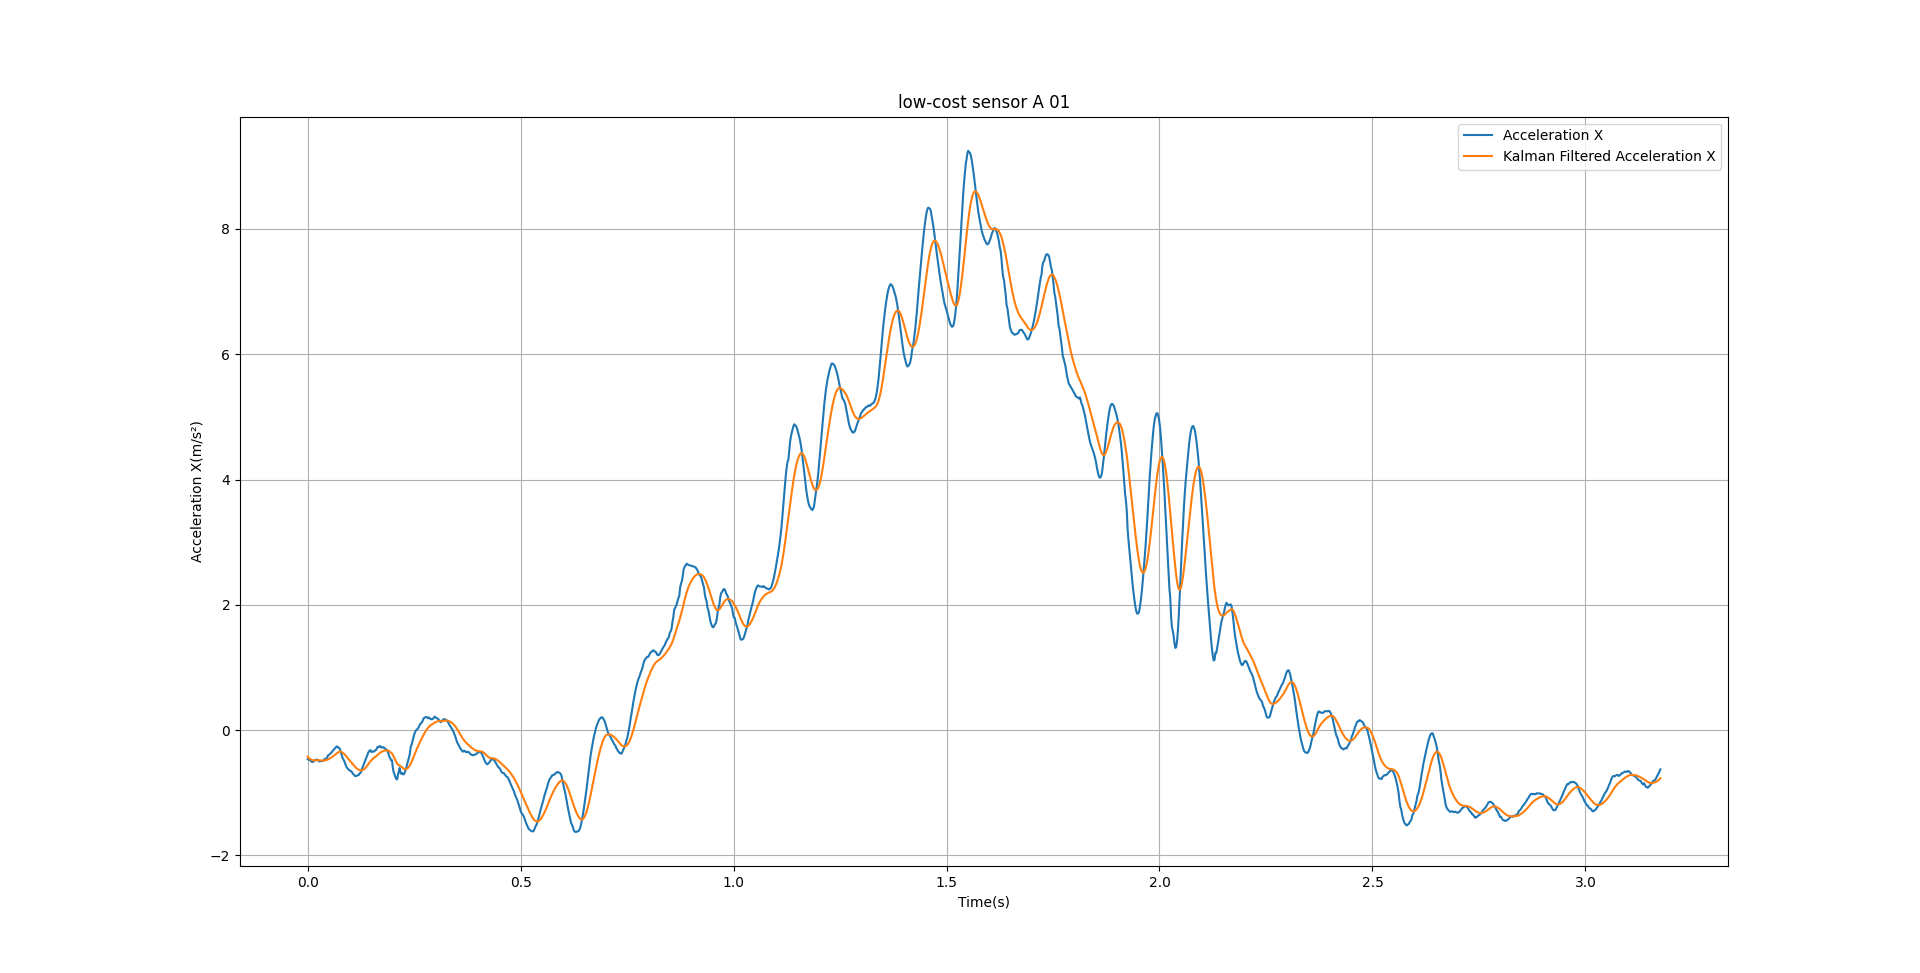 low-cost sensor A 01
Acceleration X
Kalman Filtered Acceleration X
Acceleration X(m/s²)
8
6
4
2
0
−2
0.0 0.5 1.0 1.5 2.0 2.5 3.0
Time(s)